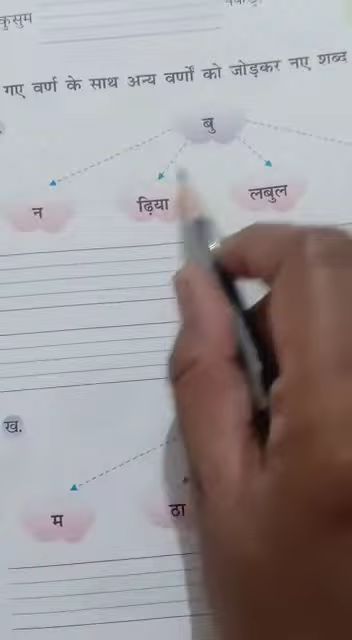 कुसुम
गए वर्ण के साथ अन्य वर्णों को जोड़कर नए शब्द
बु
न ढ़िया लबुल
ख.
म ठा